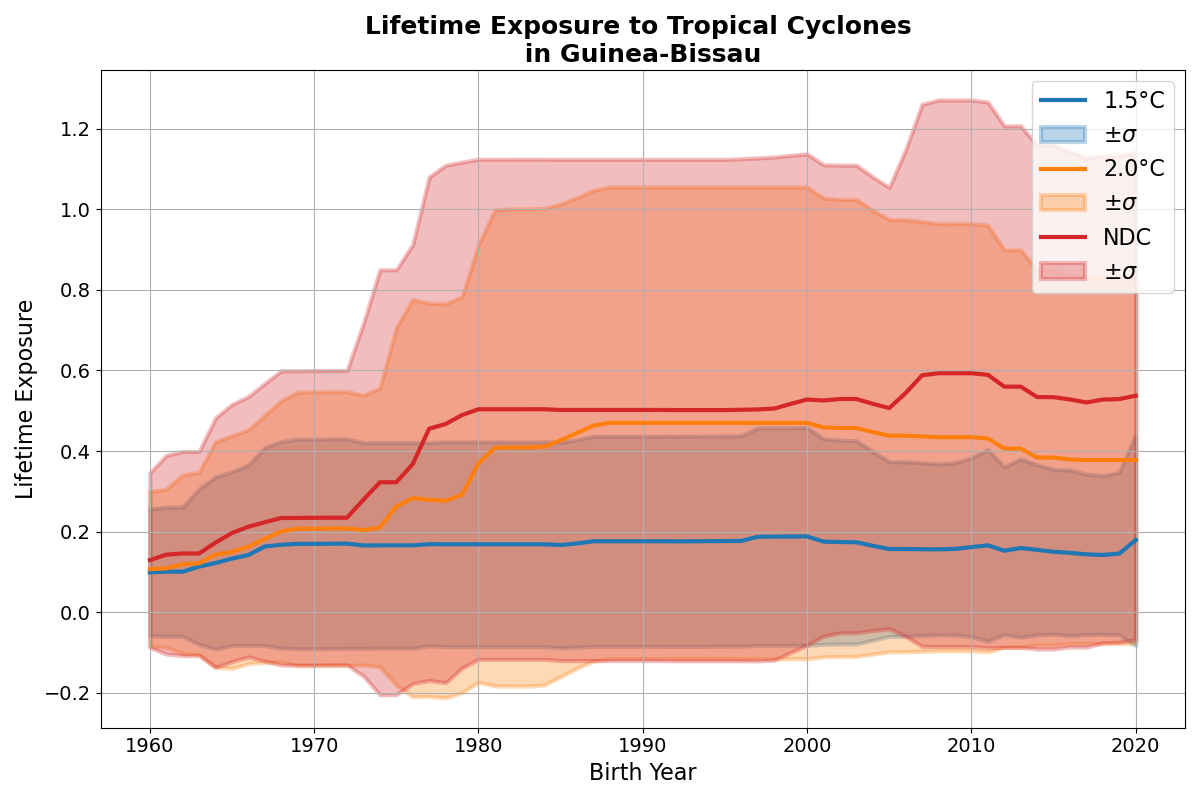 Lifetime Exposure to Tropical Cyclones
in Guinea-Bissau
Lifetime Exposure
1.2
1.0
0.8
0.6
0.4
0.2
0.0
−0.2
1960
1970
1980
1990
2000
2010
2020
Birth Year
1.5°C
±σ
2.0°C
±σ
NDC
±σ